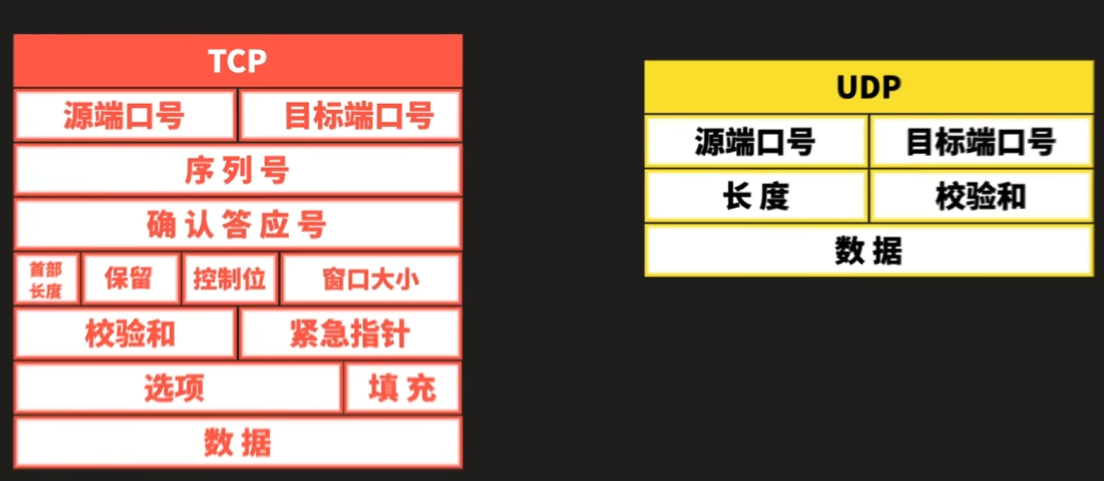 TCP
源端口号 目标端口号
序列号
确认答应号
首部长度 保留 控制位 窗口大小
校验和 紧急指针
选项 填充
数据
UDP
源端口号 目标端口号
长度 校验和
数据